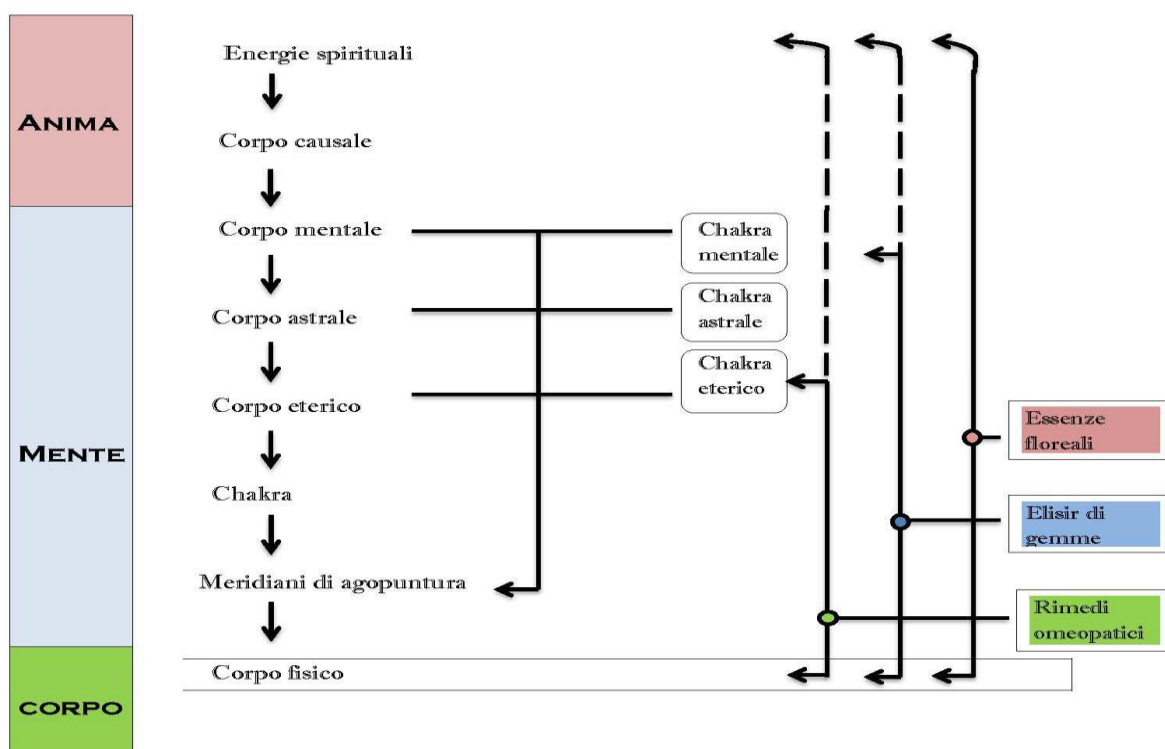 ANIMA
MENTE
CORPO
Energie spirituali
Corpo causale
Corpo mentale
Corpo astrale
Corpo eterico
Chakra
Meridiani di agopuntura
Corpo fisico
Chakra
mentale
Chakra
astrale
Chakra
eterico
Essenze
floreali
Elisir di
gemme
Rimedi
omeopatici